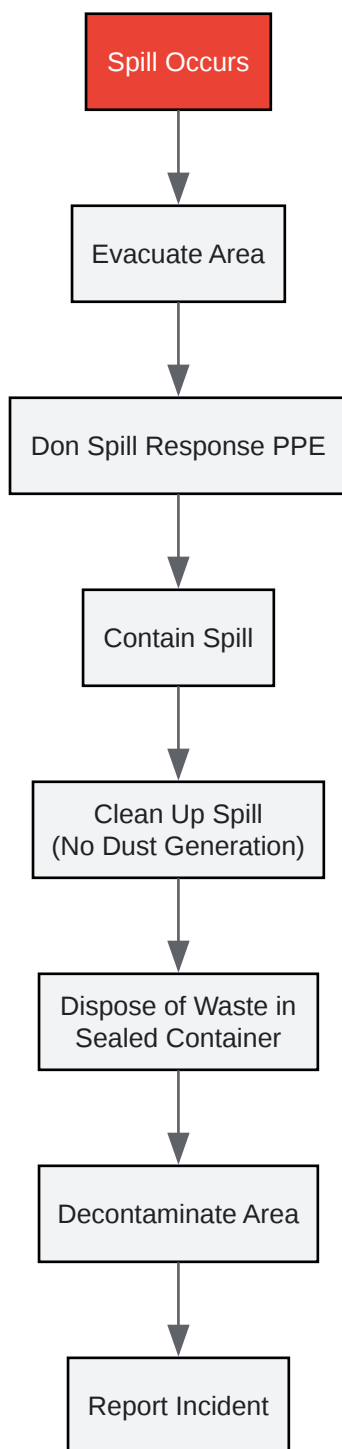 Spill Occurs
Evacuate Area
Don Spill Response PPE
Contain Spill
Clean Up Spill
(No Dust Generation)
Dispose of Waste in
Sealed Container
Decontaminate Area
Report Incident